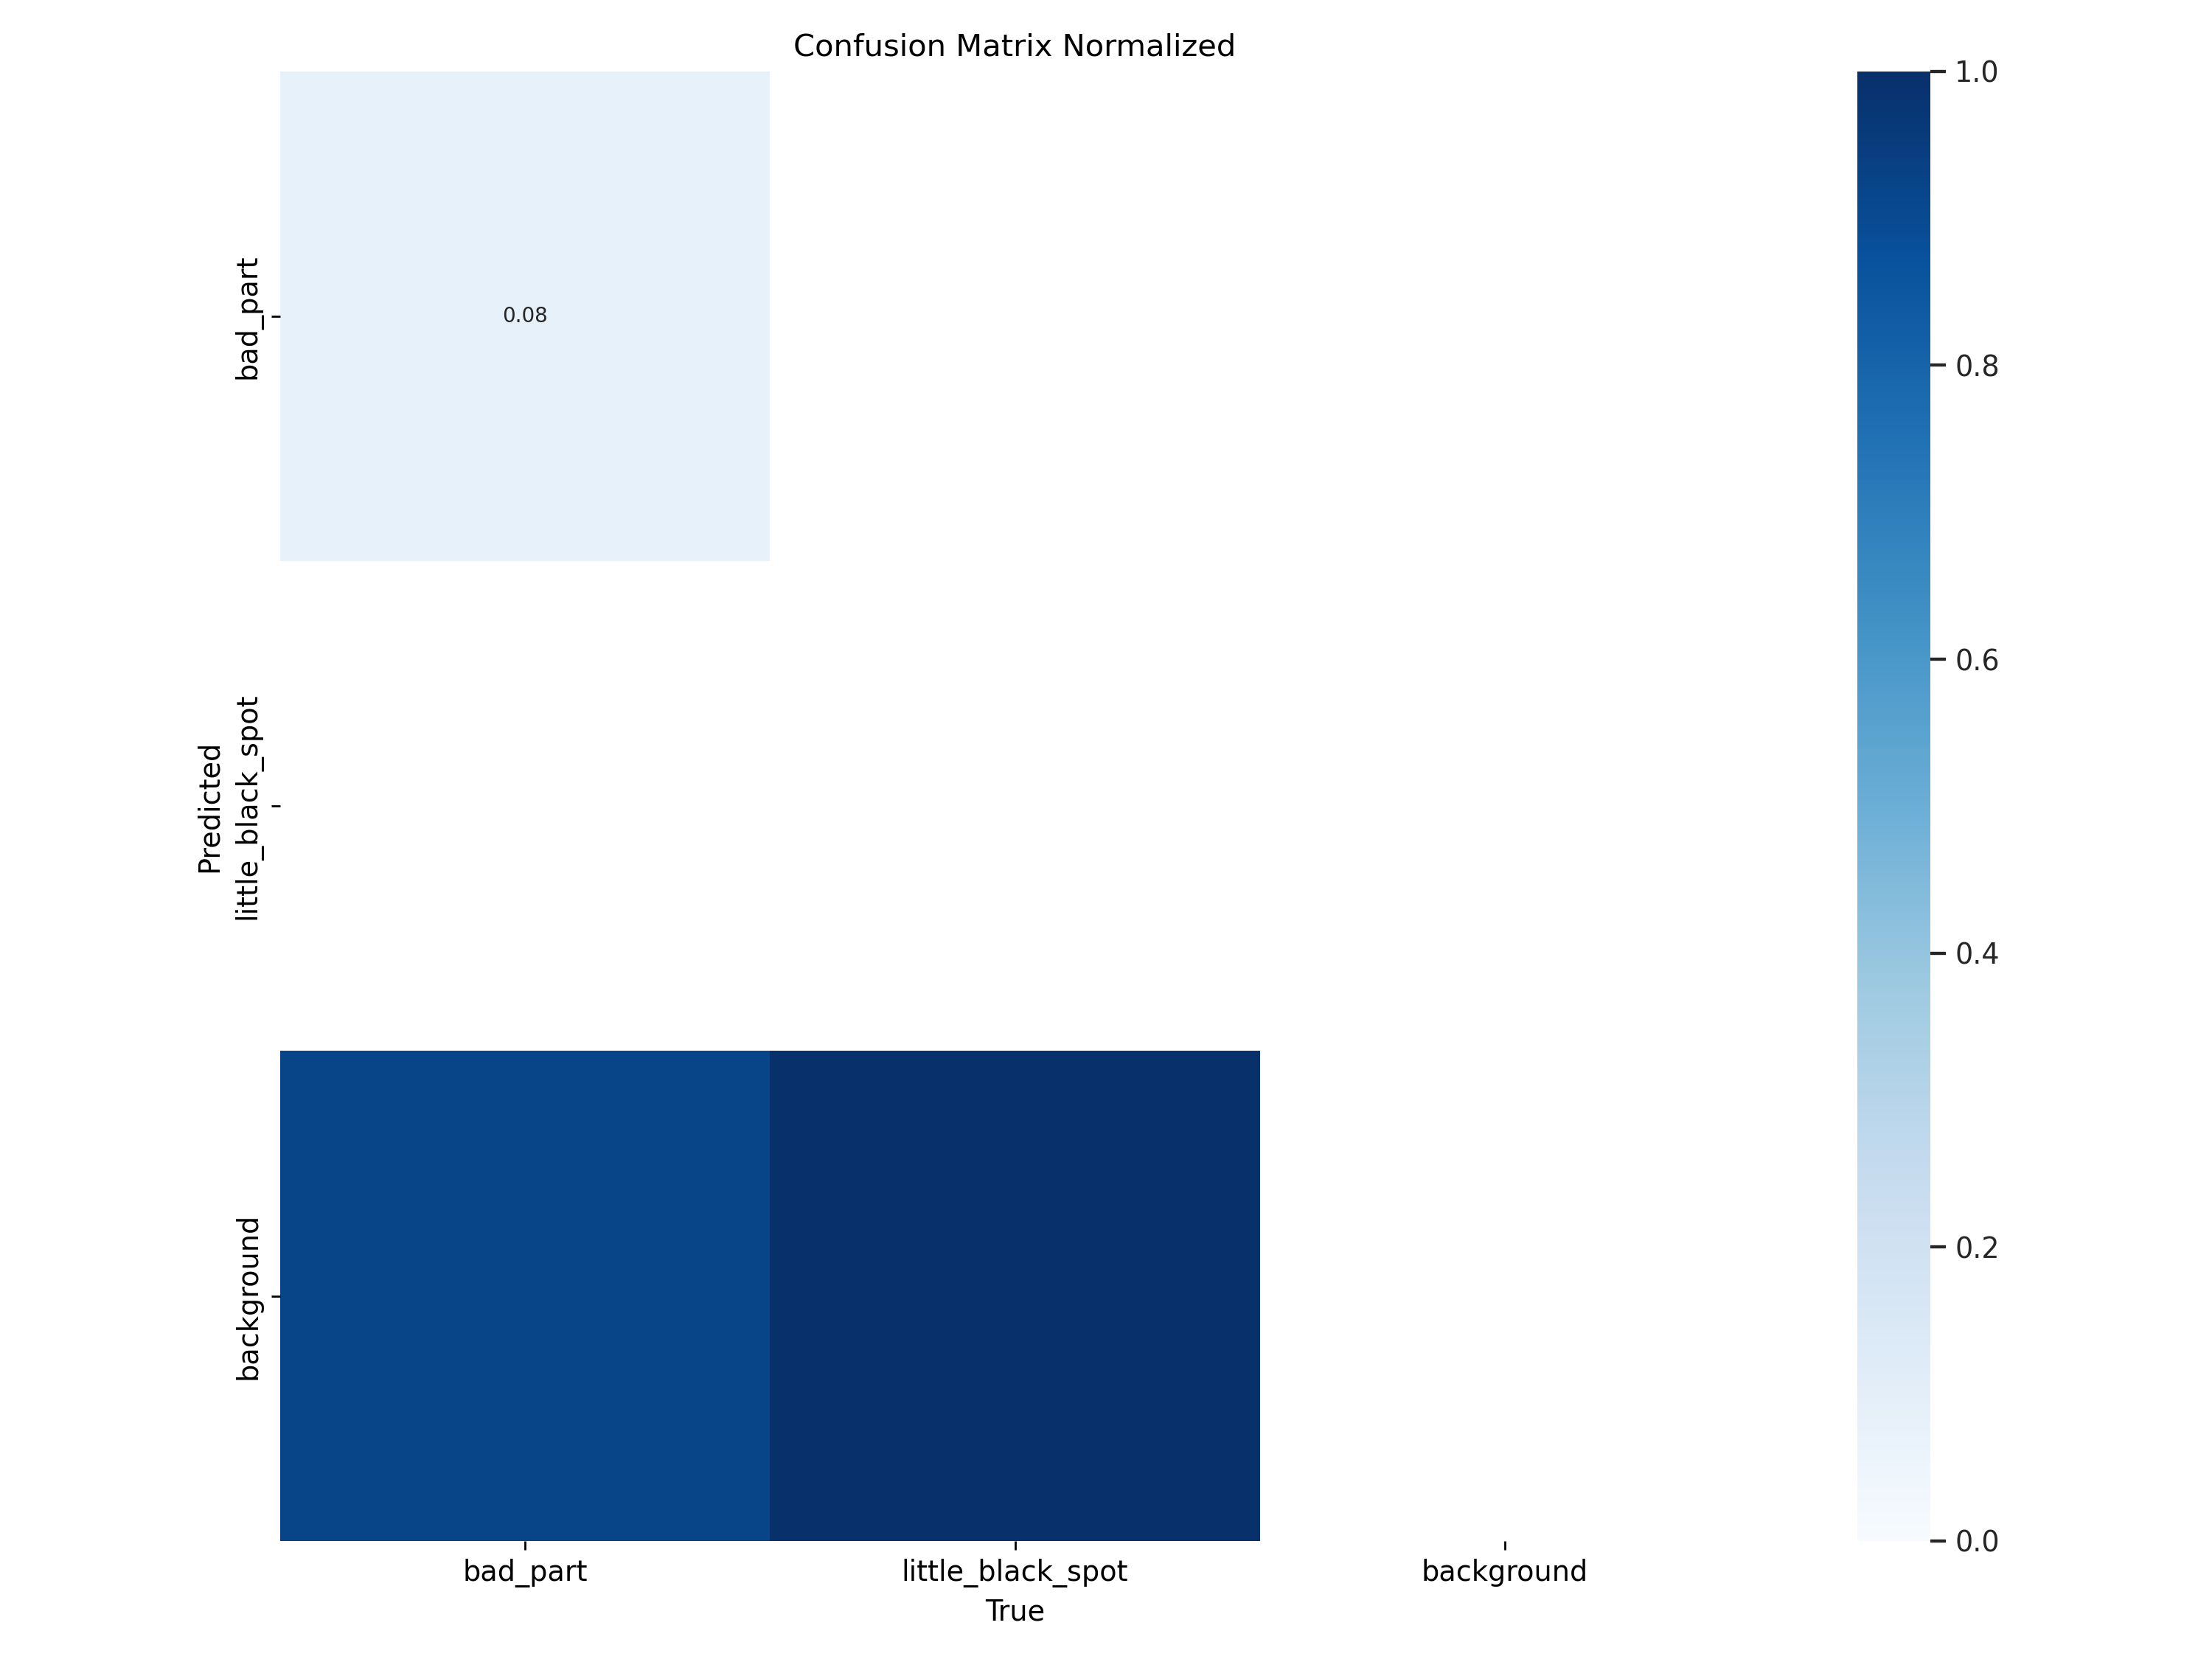 Confusion Matrix Normalized
bad_part
0.08
little_black_spot
Predicted
background
bad_part
little_black_spot
background
True
1.0
0.8
0.6
0.4
0.2
0.0